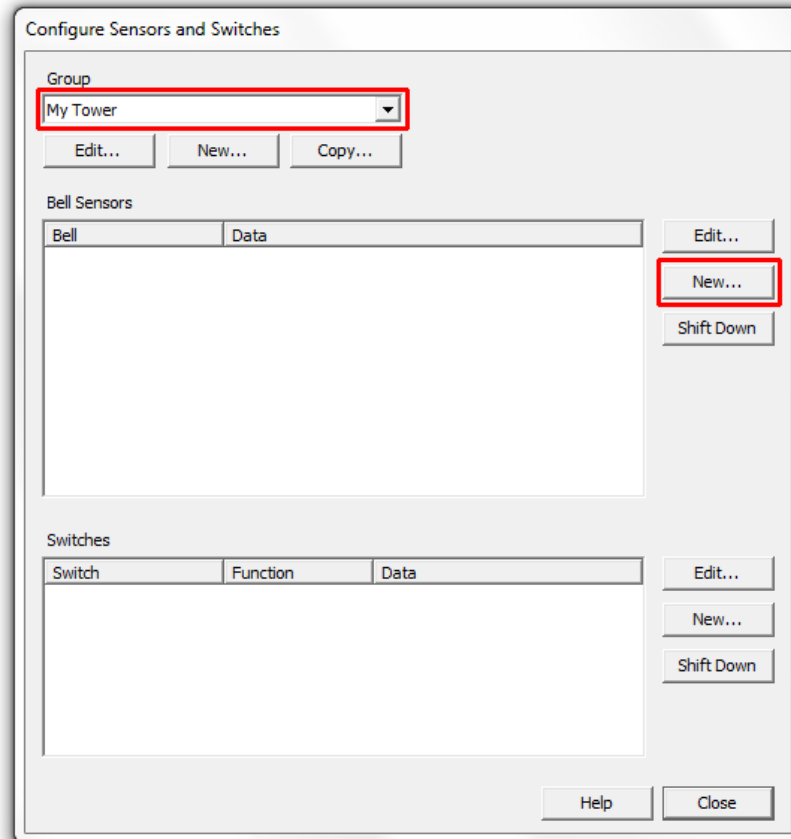 Configure Sensors and Switches
Group
My Tower
Edit... New... Copy...
Bell Sensors
Bell Data
Edit...
New...
Shift Down
Switches
Switch Function Data
Edit...
New...
Shift Down
Help Close